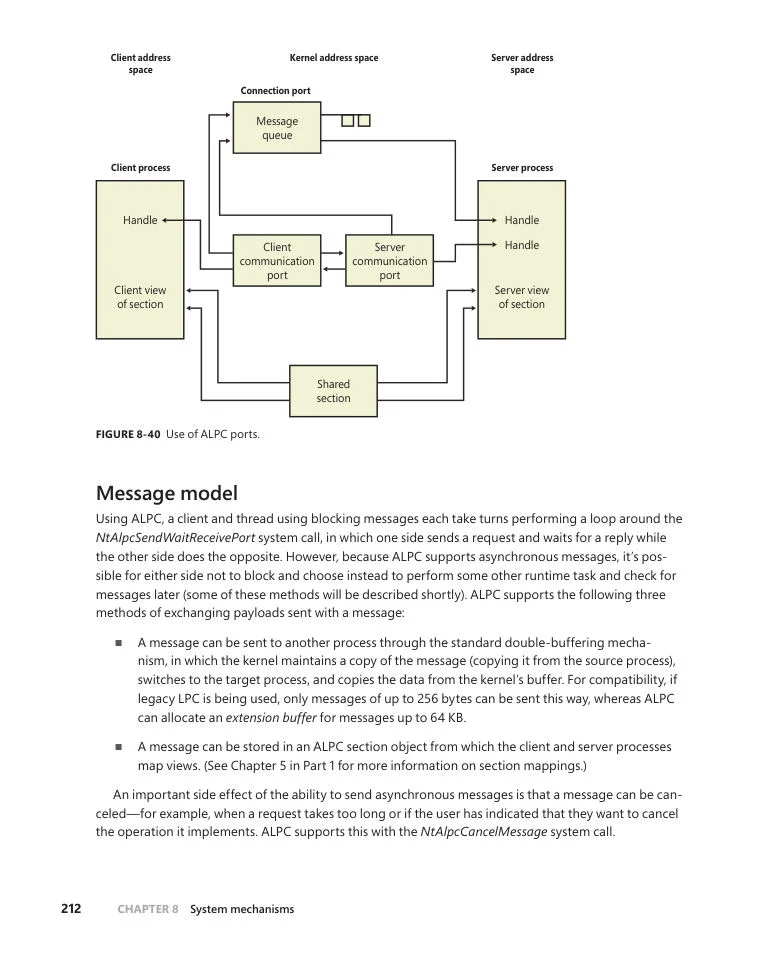 Client address
space
Kernel address space
Server address
space
Connection port
Message
queue
Client process
Server process
Handle
Handle
Client
communication
port
Server
communication
port
Handle
Client view
of section
Server view
of section
Shared
section
FIGURE 8-40 Use of ALPC ports.
Message model
Using ALPC, a client and thread using blocking messages each take turns performing a loop around the
NtAlpcSendWaitReceivePort system call, in which one side sends a request and waits for a reply while
the other side does the opposite. However, because ALPC supports asynchronous messages, it’s pos-
sible for either side not to block and choose instead to perform some other runtime task and check for
messages later (some of these methods will be described shortly). ALPC supports the following three
methods of exchanging payloads sent with a message:
■ A message can be sent to another process through the standard double-buffering mecha-
nism, in which the kernel maintains a copy of the message (copying it from the source process),
switches to the target process, and copies the data from the kernel’s buffer. For compatibility, if
legacy LPC is being used, only messages of up to 256 bytes can be sent this way, whereas ALPC
can allocate an extension buffer for messages up to 64 KB.
■ A message can be stored in an ALPC section object from which the client and server processes
map views. (See Chapter 5 in Part 1 for more information on section mappings.)
An important side effect of the ability to send asynchronous messages is that a message can be can-
celed—for example, when a request takes too long or if the user has indicated that they want to cancel
the operation it implements. ALPC supports this with the NtAlpcCancelMessage system call.
212 CHAPTER 8 System mechanisms